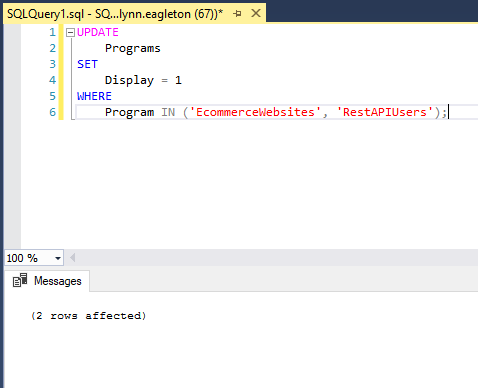 SQLQuery1.sql - SQ...lynn.eagleton (67))*
1 UPDATE
2 Programs
3 SET
4 Display = 1
5 WHERE
6 Program IN ('EcommerceWebsites', 'RestAPIUsers');
100 %
Messages
(2 rows affected)